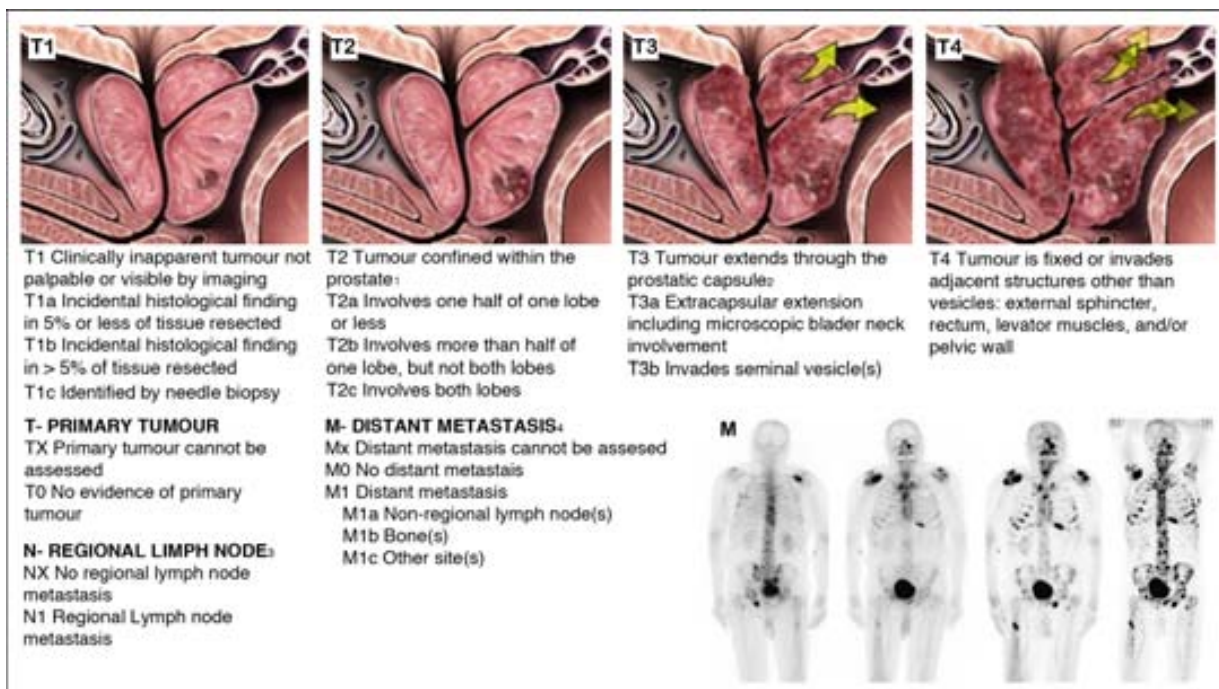 T1
T2
T3
T4
T1 Clinically inapparent tumour not
palpable or visible by imaging
T1a Incidental histological finding
in 5% or less of tissue resected
T1b Incidental histological finding
in > 5% of tissue resected
T1c Identified by needle biopsy
T2 Tumour confined within the
prostate1
T2a Involves one half of one lobe
or less
T2b Involves more than half of
one lobe, but not both lobes
T2c Involves both lobes
T3 Tumour extends through the
prostatic capsule2
T3a Extracapsular extension
including microscopic blader neck
involvement
T3b Invades seminal vesicle(s)
T4 Tumour is fixed or invades
adjacent structures other than
vesicles: external sphincter,
rectum, levator muscles, and/or
pelvic wall
T- PRIMARY TUMOUR
TX Primary tumour cannot be
assessed
T0 No evidence of primary
tumour
N- REGIONAL LIMPH NODE3
NX No regional lymph node
metastasis
N1 Regional Lymph node
metastasis
M- DISTANT METASTASIS4
Mx Distant metastasis cannot be assesed
M0 No distant metastais
M1 Distant metastasis
M1a Non-regional lymph node(s)
M1b Bone(s)
M1c Other site(s)
M